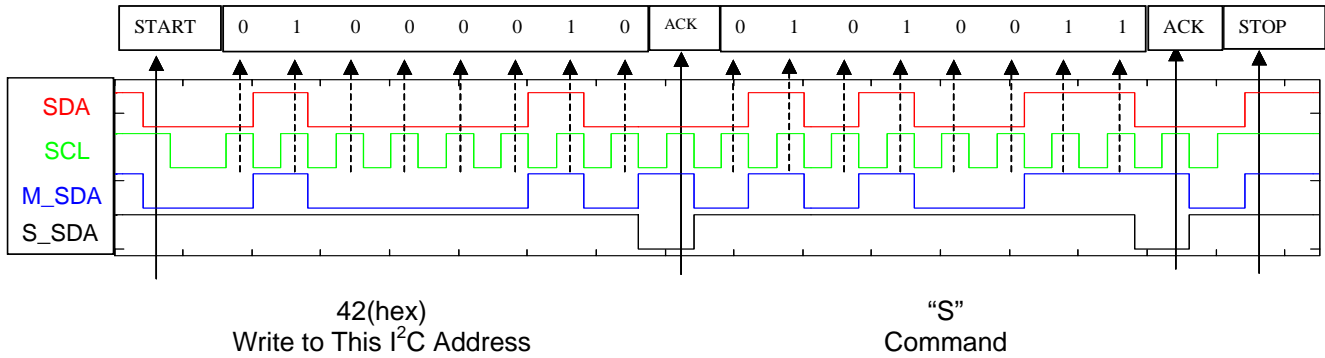 START 0 1 0 0 0 0 1 0 ACK 0 1 0 1 0 0 1 1 ACK STOP
SDA
SCL
M_SDA
S_SDA
42(hex)
Write to This I²C Address
“S”
Command